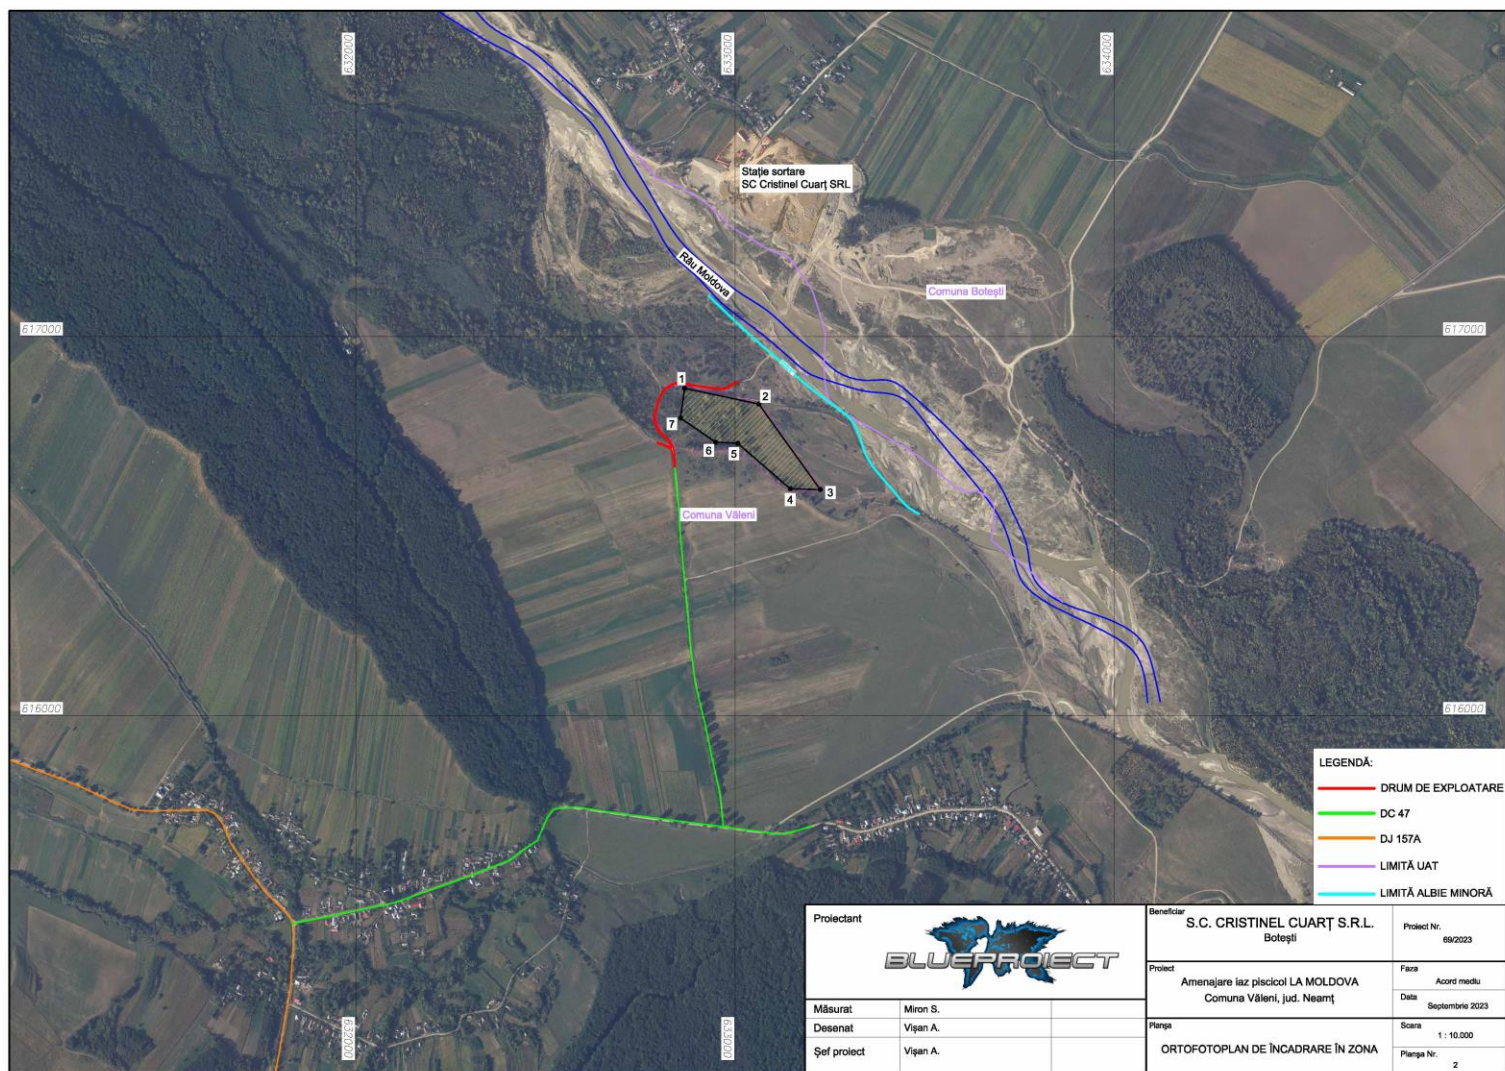 632000
633000
634000
Stație sortare
SC Cristinel Cuarț SRL
Râu Moldova
Comuna Botești
617000
617000
1
2
7
6
5
4
3
Comuna Văleni
616000
616000
LEGENDĂ:
DRUM DE EXPLOATARE
DC 47
DJ 157A
LIMITĂ UAT
LIMITĂ ALBIE MINORĂ
632000
633000
Proiectant
BLUEPROIECT
Măsurat Miron S.
Desenat Vișan A.
Șef proiect Vișan A.
Beneficiar
S.C. CRISTINEL CUARȚ S.R.L.
Botești
Proiect Nr.
69/2023
Proiect
Amenajare iaz piscicol LA MOLDOVA
Comuna Văleni, jud. Neamț
Faza
Acord mediu
Data
Septembrie 2023
Planșa
ORTOFOTOPLAN DE ÎNCADRARE ÎN ZONA
Scara
1 : 10.000
Planșa Nr.
2